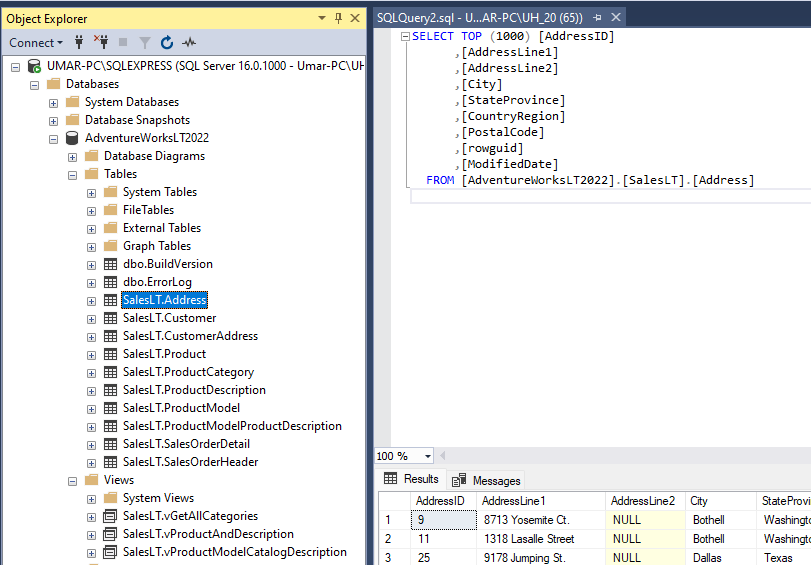 Object Explorer
Connect
UMAR-PC\SQLEXPRESS (SQL Server 16.0.1000 - Umar-PC\UH
Databases
System Databases
Database Snapshots
AdventureWorksLT2022
Database Diagrams
Tables
System Tables
FileTables
External Tables
Graph Tables
dbo.BuildVersion
dbo.ErrorLog
SalesLT.Address
SalesLT.Customer
SalesLT.CustomerAddress
SalesLT.Product
SalesLT.ProductCategory
SalesLT.ProductDescription
SalesLT.ProductModel
SalesLT.ProductModelProductDescription
SalesLT.SalesOrderDetail
SalesLT.SalesOrderHeader
Views
System Views
SalesLT.vGetAllCategories
SalesLT.vProductAndDescription
SalesLT.vProductModelCatalogDescription
SQLQuery2.sql - U...AR-PC\UH_20 (65))
SELECT TOP (1000) [AddressID]
,[AddressLine1]
,[AddressLine2]
,[City]
,[StateProvince]
,[CountryRegion]
,[PostalCode]
,[rowguid]
,[ModifiedDate]
FROM [AdventureWorksLT2022].[SalesLT].[Address]
100 %
Results Messages
AddressID AddressLine1 AddressLine2 City StateProvi
1 9 8713 Yosemite Ct. NULL Bothell Washingto
2 11 1318 Lasalle Street NULL Bothell Washingto
3 25 9178 Jumping St. NULL Dallas Texas